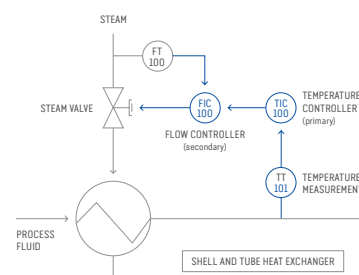 STEAM
FT
100
STEAM VALVE
FIC
100
TIC
100
TEMPERATURE
CONTROLLER
(primary)
FLOW CONTROLLER
(secondary)
TT
101
TEMPERATURE
MEASUREMENT
PROCESS
FLUID
SHELL AND TUBE HEAT EXCHANGER